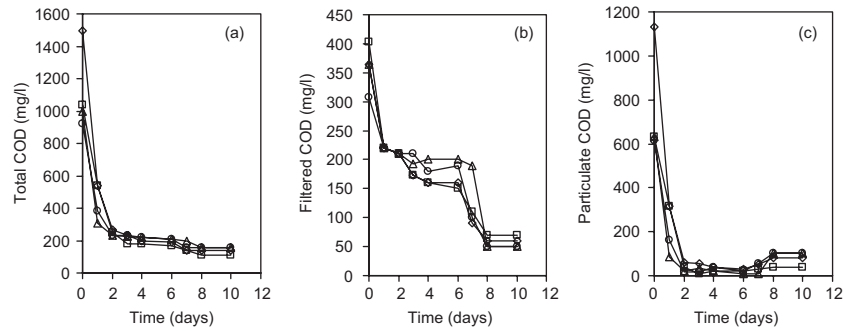 (a)
Total COD (mg/l)
1600
1400
1200
1000
800
600
400
200
0
0 2 4 6 8 10 12
Time (days)
(b)
Filtered COD (mg/l)
450
400
350
300
250
200
150
100
50
0
0 2 4 6 8 10 12
Time (days)
(c)
Particulate COD (mg/l)
1200
1000
800
600
400
200
0
0 2 4 6 8 10 12
Time (days)